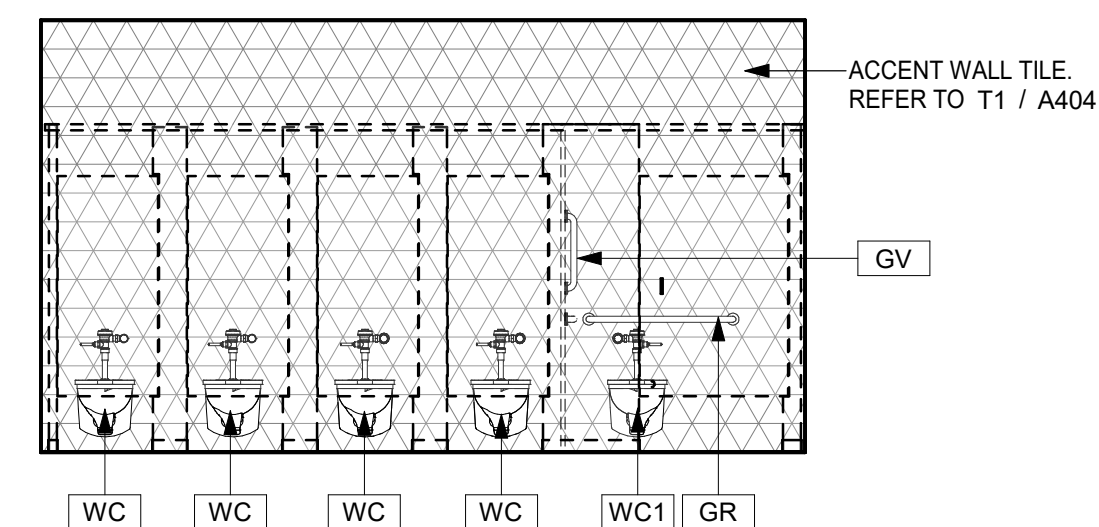 ACCENT WALL TILE.
REFER TO T1 / A404
GV
WC
WC
WC
WC
WC1
GR